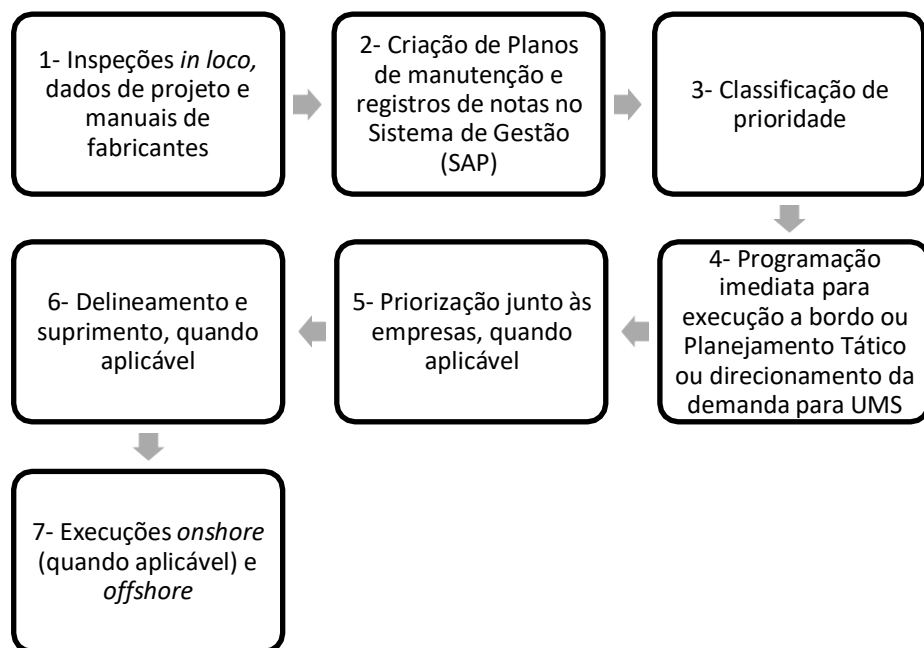 1- Inspeções in loco,
dados de projeto e
manuais de
fabricantes
2- Criação de Planos
de manutenção e
registros de notas no
Sistema de Gestão
(SAP)
3- Classificação de
prioridade
4- Programação
imediata para
execução a bordo ou
Planejamento Tático
ou direcionamento da
demanda para UMS
5- Priorização junto às
empresas, quando
aplicável
6- Delineamento e
suprimento, quando
aplicável
7- Execuções onshore
(quando aplicável) e
offshore